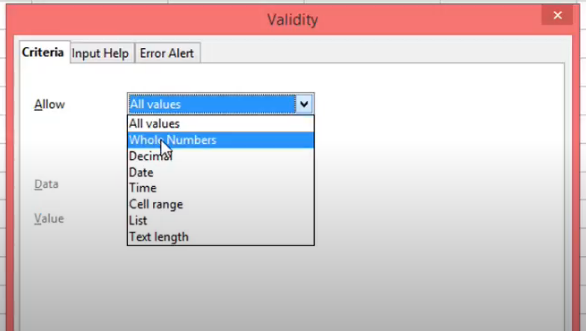 Validity
Criteria Input Help Error Alert
Allow All values
All values
Whole Numbers
Decimal
Date
Time
Cell range
List
Text length
Data
Value